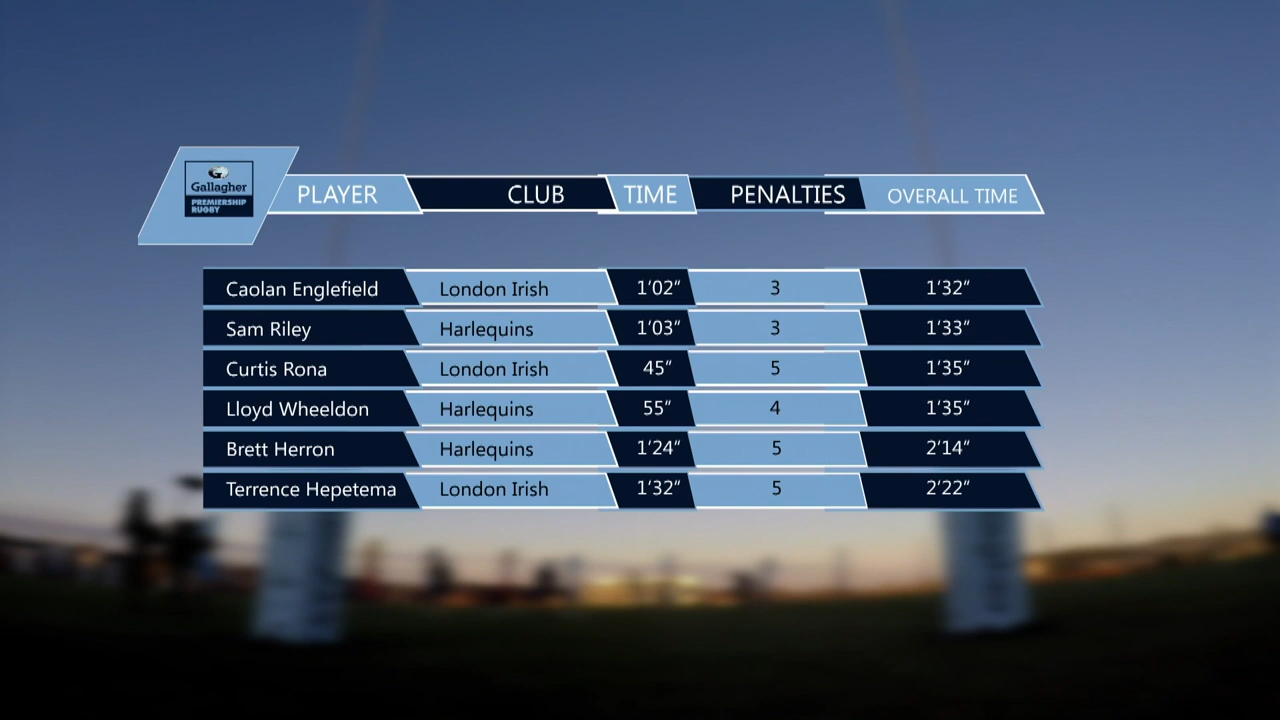 Gallagher
PREMIERSHIP
RUGBY
PLAYER CLUB TIME PENALTIES OVERALL TIME
Caolan Englefield London Irish 1’02” 3 1’32”
Sam Riley Harlequins 1’03” 3 1’33”
Curtis Rona London Irish 45” 5 1’35”
Lloyd Wheeldon Harlequins 55” 4 1’35”
Brett Herron Harlequins 1’24” 5 2’14”
Terrence Hepetema London Irish 1’32” 5 2’22”